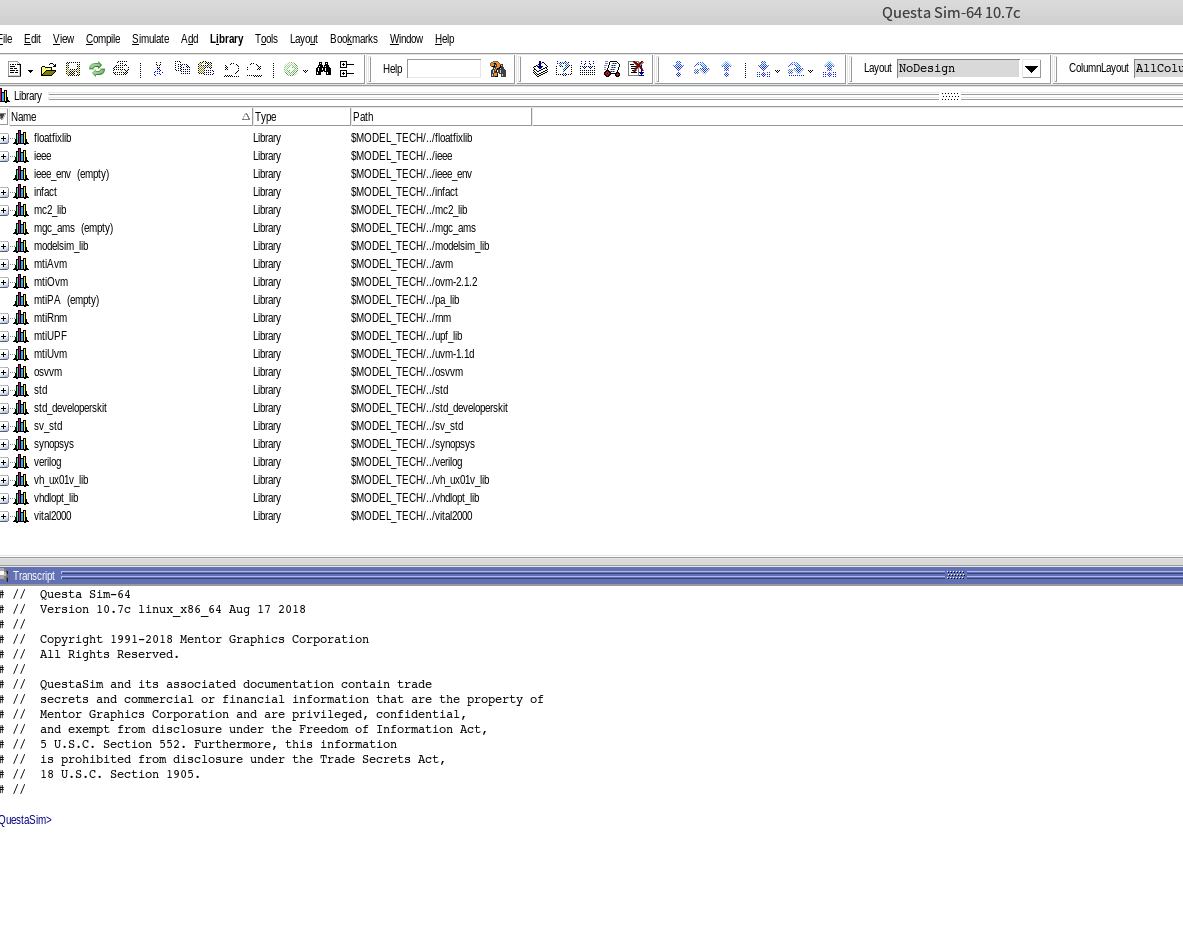 Questa Sim-64 10.7c
File Edit View Compile Simulate Add Library Tools Layout Bookmarks Window Help
Help Layout NoDesign ColumnLayout AllColu
Library
Name Type Path
floatfixlib Library $MODEL_TECH/../floatfixlib
ieee Library $MODEL_TECH/../ieee
ieee_env (empty) Library $MODEL_TECH/../ieee_env
infact Library $MODEL_TECH/../infact
mc2_lib Library $MODEL_TECH/../mc2_lib
mgc_ams (empty) Library $MODEL_TECH/../mgc_ams
modelsim_lib Library $MODEL_TECH/../modelsim_lib
mtiAvm Library $MODEL_TECH/../avm
mtiOvm Library $MODEL_TECH/../ovm-2.1.2
mtiPA (empty) Library $MODEL_TECH/../pa_lib
mtiRnm Library $MODEL_TECH/../rnm
mtiUPF Library $MODEL_TECH/../upf_lib
mtiUvm Library $MODEL_TECH/../uvm-1.1d
osvvm Library $MODEL_TECH/../osvvm
std Library $MODEL_TECH/../std
std_developerskit Library $MODEL_TECH/../std_developerskit
sv_std Library $MODEL_TECH/../sv_std
synopsys Library $MODEL_TECH/../synopsys
verilog Library $MODEL_TECH/../verilog
vh_ux01v_lib Library $MODEL_TECH/../vh_ux01v_lib
vhdlopt_lib Library $MODEL_TECH/../vhdlopt_lib
vital2000 Library $MODEL_TECH/../vital2000
Transcript
# // Questa Sim-64
# // Version 10.7c linux_x86_64 Aug 17 2018
# //
# // Copyright 1991-2018 Mentor Graphics Corporation
# // All Rights Reserved.
# //
# // QuestaSim and its associated documentation contain trade
# // secrets and commercial or financial information that are the property of
# // Mentor Graphics Corporation and are privileged, confidential,
# // and exempt from disclosure under the Freedom of Information Act,
# // 5 U.S.C. Section 552. Furthermore, this information
# // is prohibited from disclosure under the Trade Secrets Act,
# // 18 U.S.C. Section 1905.
# //
QuestaSim>